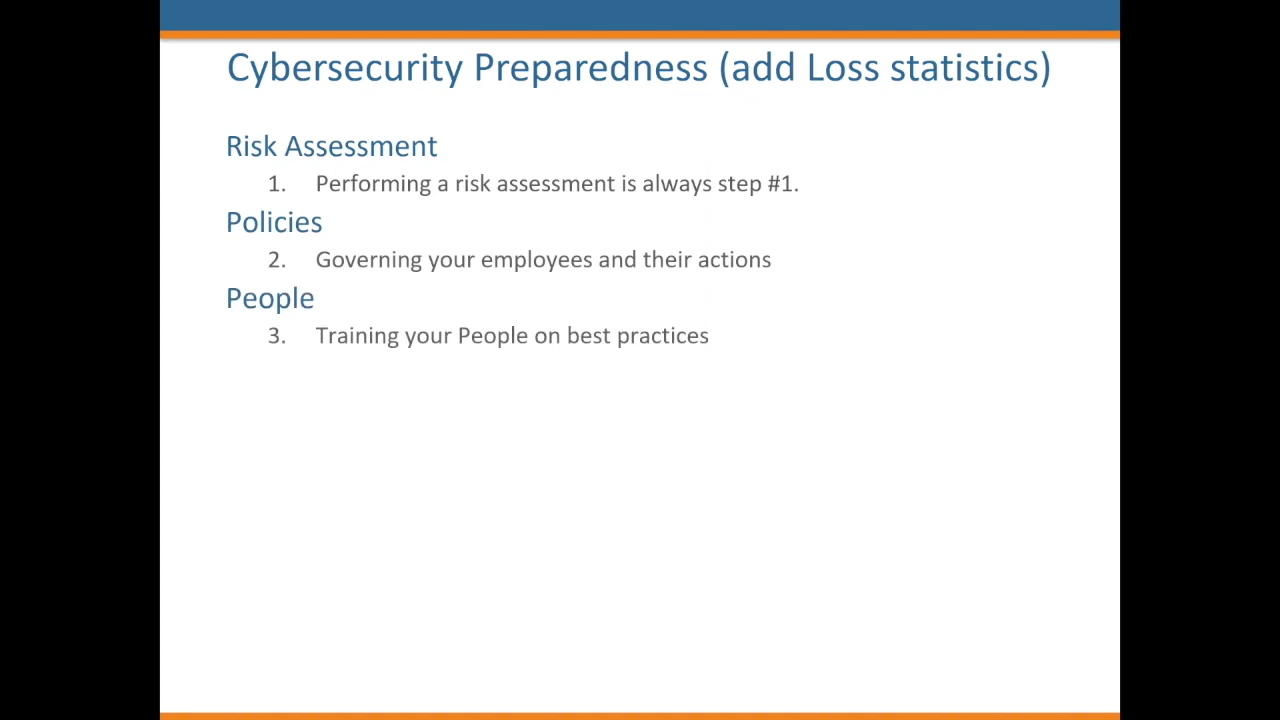 Cybersecurity Preparedness (add Loss statistics)
Risk Assessment
1. Performing a risk assessment is always step #1.
Policies
2. Governing your employees and their actions
People
3. Training your People on best practices